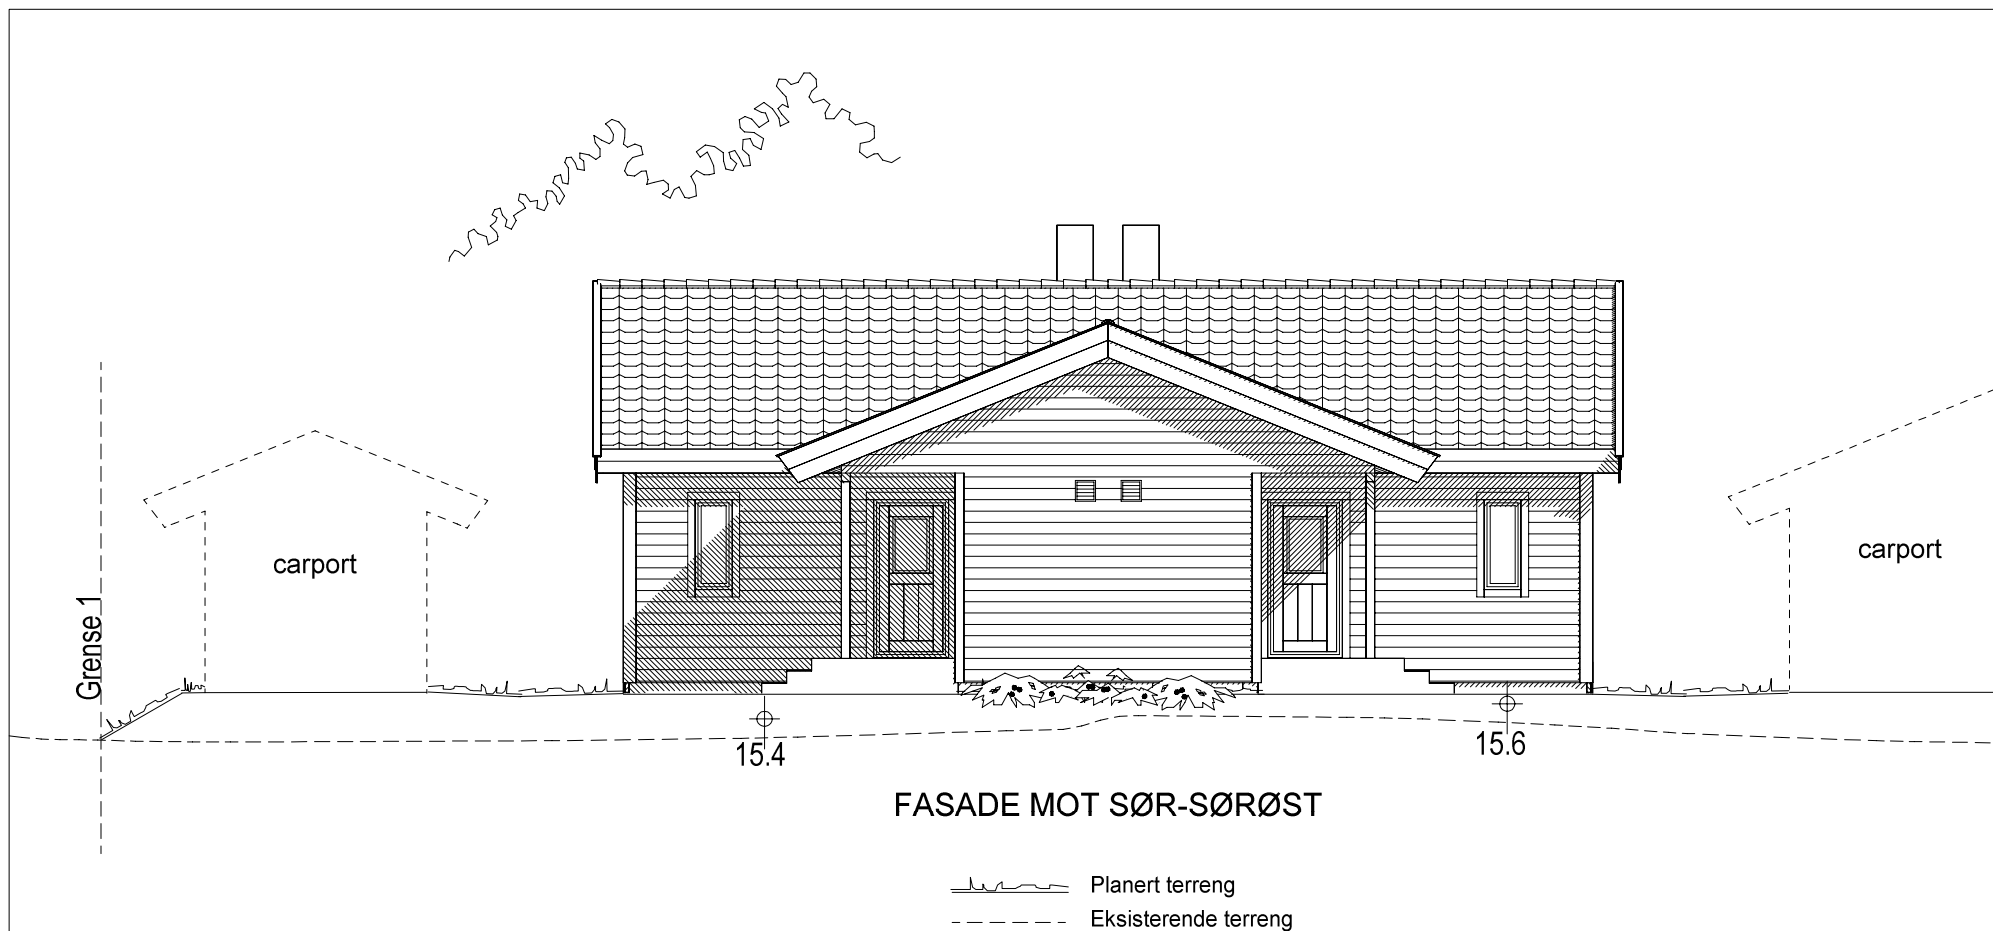 carport
carport
Grense 1
15.4
15.6
FASADE MOT SØR-SØRØST
Planert terreng
Eksisterende terreng